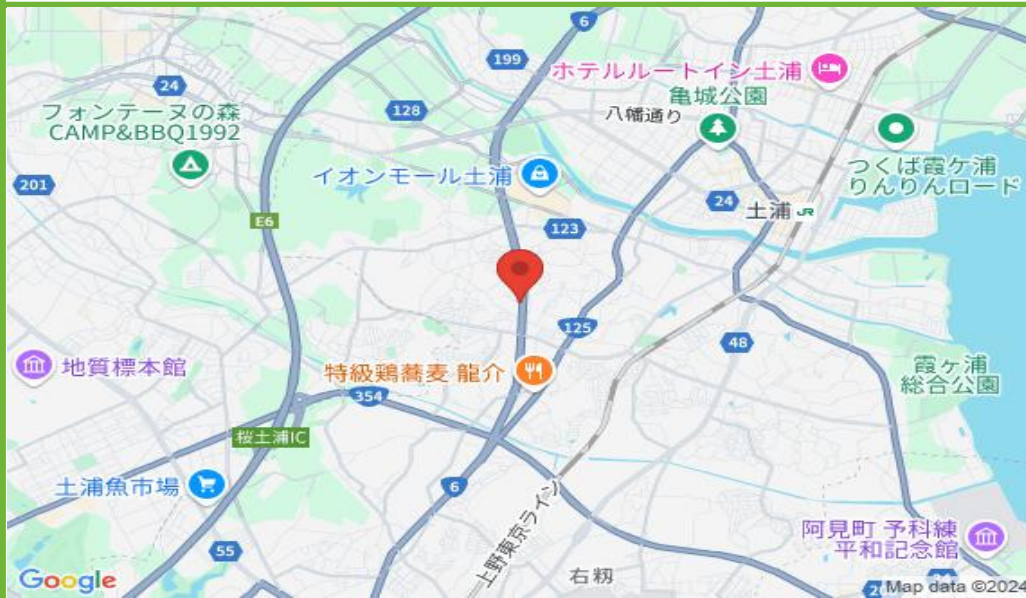 6
199
ホテルルートイン土浦
24
亀城公園
フォンテーヌの森
CAMP&BBQ1992
128
八幡通り
つくば霞ケ浦
りんりんロード
201
イオンモール土浦
24
土浦 JR
E6
123
125
48
地質標本館
特級鶏蕎麦 龍介
霞ヶ浦
総合公園
354
桜土浦IC
土浦魚市場
6
上野東京ライン
阿見町 予科練
平和記念館
55
右籾
Google
Map data ©2024